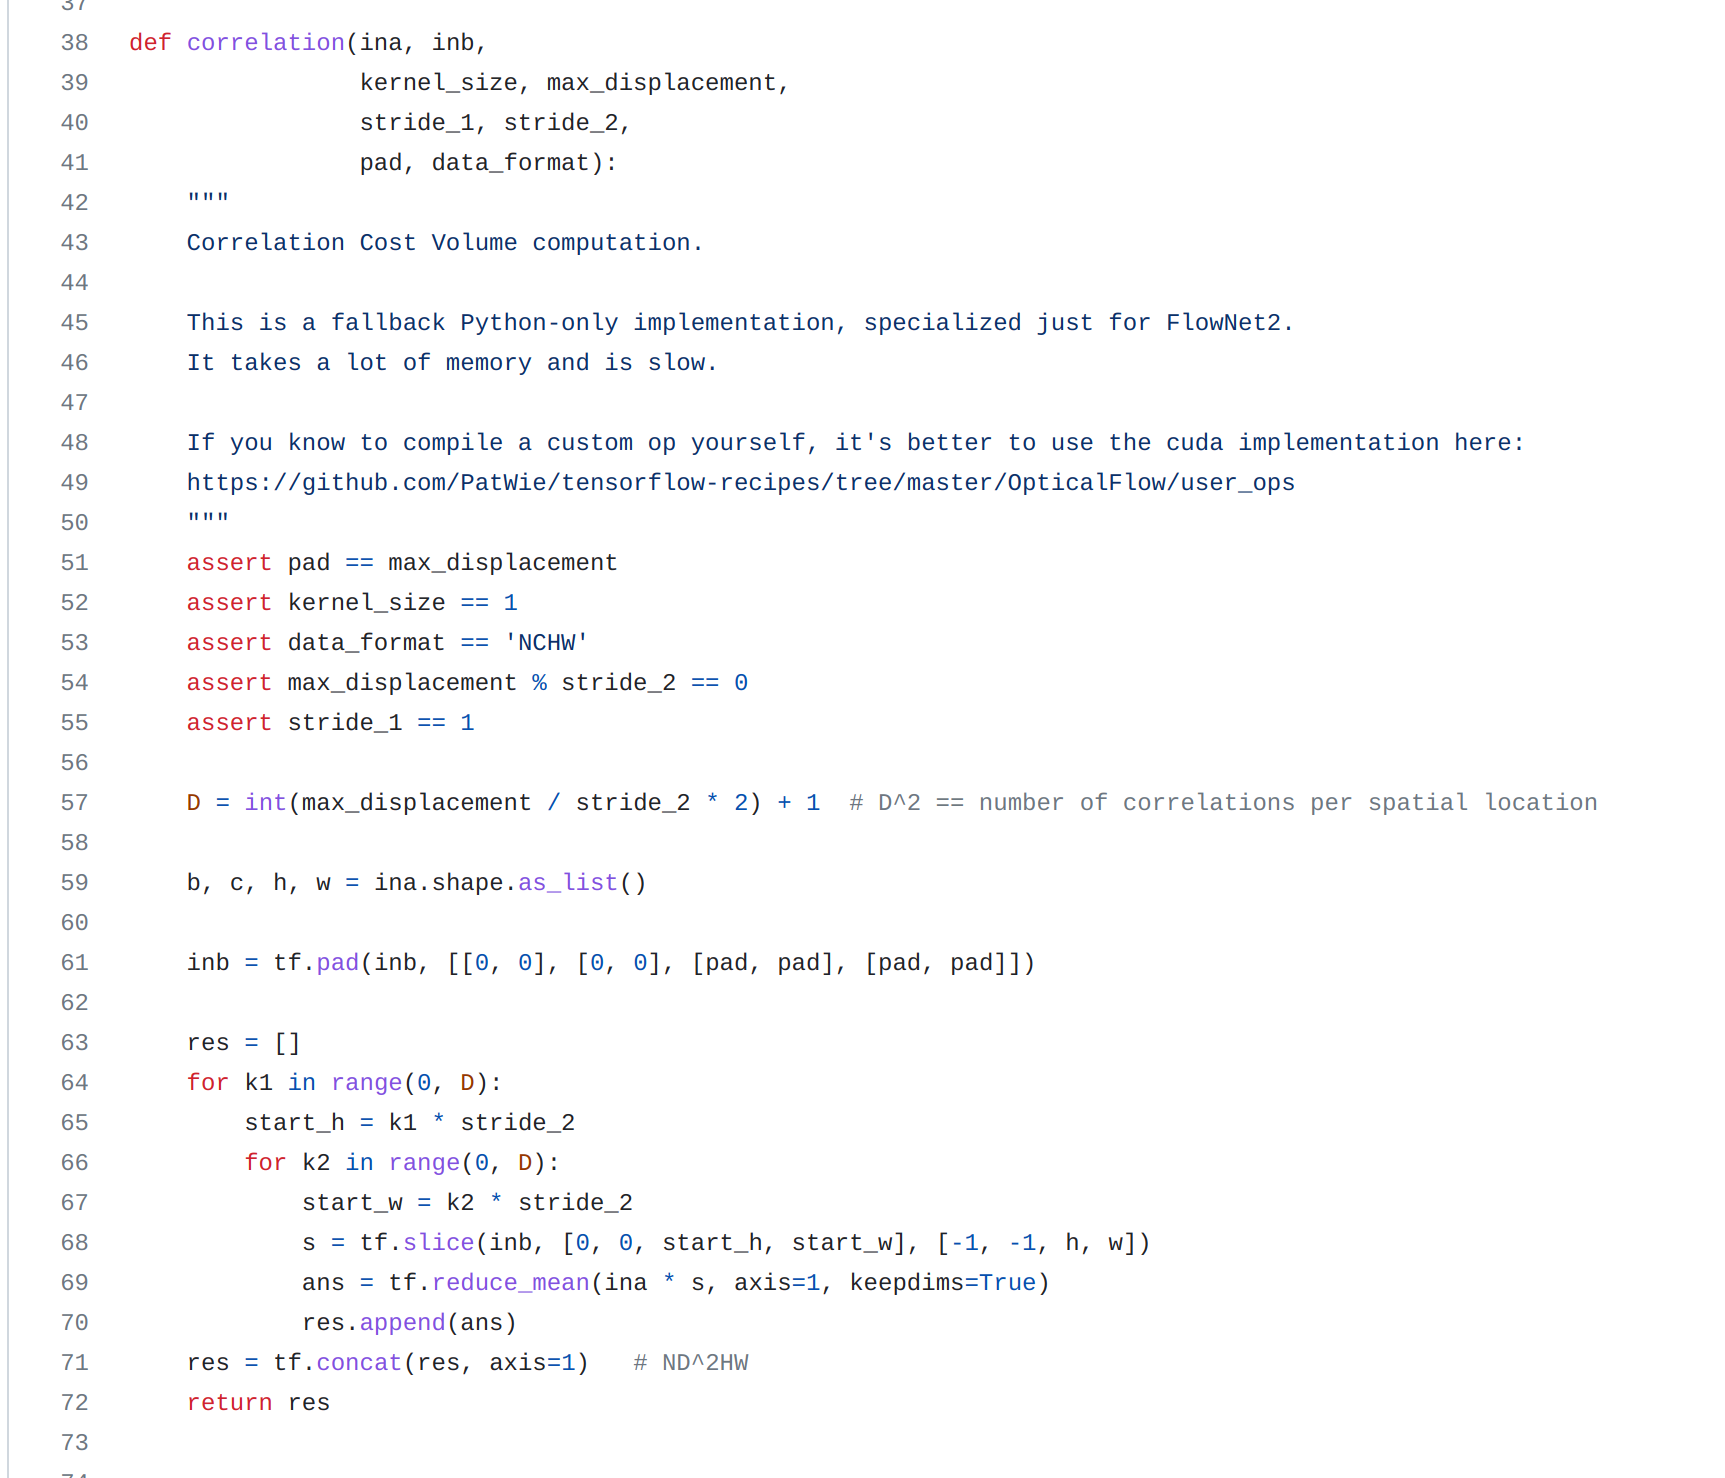 37
38 def correlation(ina, inb,
39                 kernel_size, max_displacement,
40                 stride_1, stride_2,
41                 pad, data_format):
42     """
43     Correlation Cost Volume computation.
44
45     This is a fallback Python-only implementation, specialized just for FlowNet2.
46     It takes a lot of memory and is slow.
47
48     If you know to compile a custom op yourself, it's better to use the cuda implementation here:
49     https://github.com/PatWie/tensorflow-recipes/tree/master/OpticalFlow/user_ops
50     """
51     assert pad == max_displacement
52     assert kernel_size == 1
53     assert data_format == 'NCHW'
54     assert max_displacement % stride_2 == 0
55     assert stride_1 == 1
56
57     D = int(max_displacement / stride_2 * 2) + 1  # D^2 == number of correlations per spatial location
58
59     b, c, h, w = ina.shape.as_list()
60
61     inb = tf.pad(inb, [[0, 0], [0, 0], [pad, pad], [pad, pad]])
62
63     res = []
64     for k1 in range(0, D):
65         start_h = k1 * stride_2
66         for k2 in range(0, D):
67             start_w = k2 * stride_2
68             s = tf.slice(inb, [0, 0, start_h, start_w], [-1, -1, h, w])
69             ans = tf.reduce_mean(ina * s, axis=1, keepdims=True)
70             res.append(ans)
71     res = tf.concat(res, axis=1)   # ND^2HW
72     return res
73
74